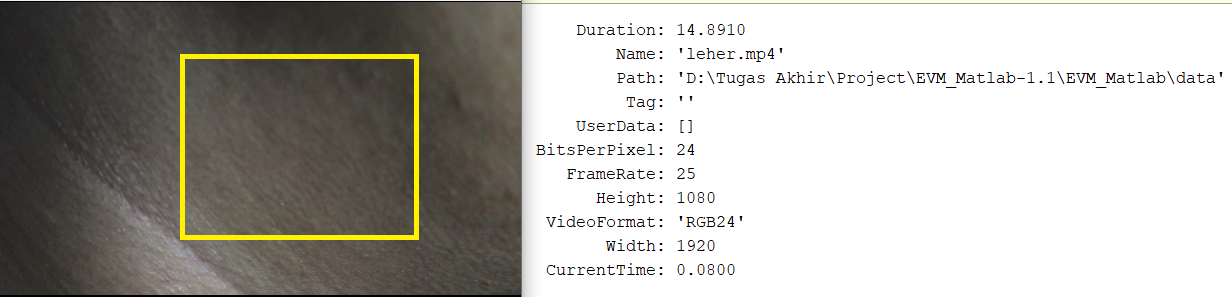 Duration: 14.8910
Name: 'leher.mp4'
Path: 'D:\Tugas Akhir\Project\EVM_Matlab-1.1\EVM_Matlab\data'
Tag: ''
UserData: []
BitsPerPixel: 24
FrameRate: 25
Height: 1080
VideoFormat: 'RGB24'
Width: 1920
CurrentTime: 0.0800